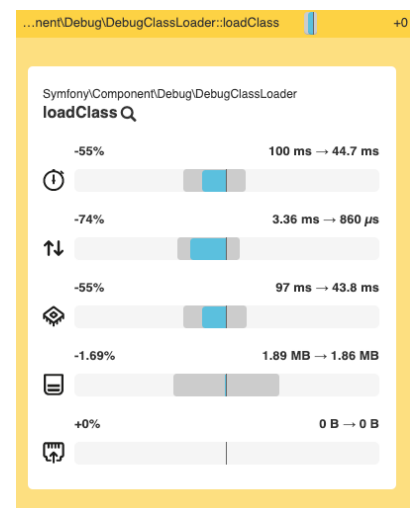 …nent\Debug\DebugClassLoader::loadClass +0
Symfony\Component\Debug\DebugClassLoader
loadClass
-55% 100 ms → 44.7 ms
-74% 3.36 ms → 860 µs
-55% 97 ms → 43.8 ms
-1.69% 1.89 MB → 1.86 MB
+0% 0 B → 0 B